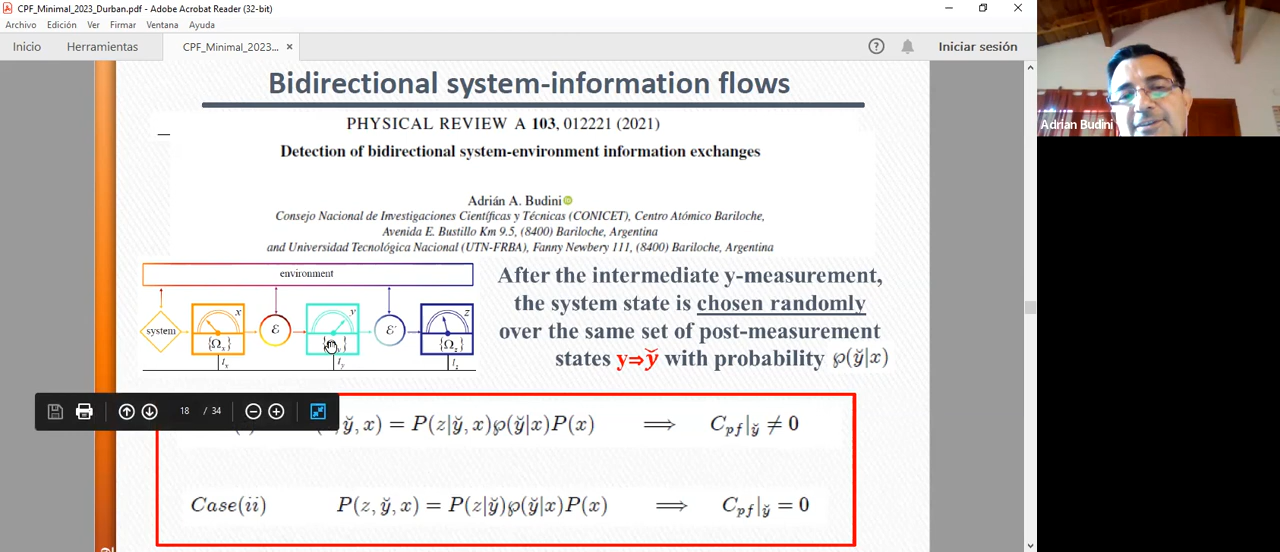 CPF_Minimal_2023_Durban.pdf - Adobe Acrobat Reader (32-bit)
Archivo Edición Ver Firmar Ventana Ayuda
Inicio Herramientas CPF_Minimal_2023... × Iniciar sesión
Adrian Budini
Bidirectional system-information flows
PHYSICAL REVIEW A 103, 012221 (2021)
Detection of bidirectional system-environment information exchanges
Adrián A. Budini
Consejo Nacional de Investigaciones Científicas y Técnicas (CONICET), Centro Atómico Bariloche,
Avenida E. Bustillo Km 9.5, (8400) Bariloche, Argentina
and Universidad Tecnológica Nacional (UTN-FRBA), Fanny Newbery 111, (8400) Bariloche, Argentina
environment
system
x
{Ωₓ}
tₓ
ℰ
y
t_y
ℰ'
z
{Ω_z}
t_z
After the intermediate y-measurement,
the system state is chosen randomly
over the same set of post-measurement
states y⇒y̆ with probability ℘(y̆|x)
18 / 34
y̆, x) = P(z|y̆, x)℘(y̆|x)P(x) ⟹ C_pf|_y̆ ≠ 0
Case(ii) P(z, y̆, x) = P(z|y̆)℘(y̆|x)P(x) ⟹ C_pf|_y̆ = 0